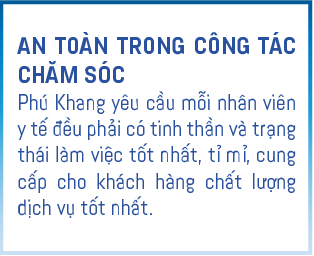 AN TOÀN TRONG CÔNG TÁC
CHĂM SÓC
Phú Khang yêu cầu mỗi nhân viên
y tế đều phải có tinh thần và trạng
thái làm việc tốt nhất, tỉ mỉ, cung
cấp cho khách hàng chất lượng
dịch vụ tốt nhất.